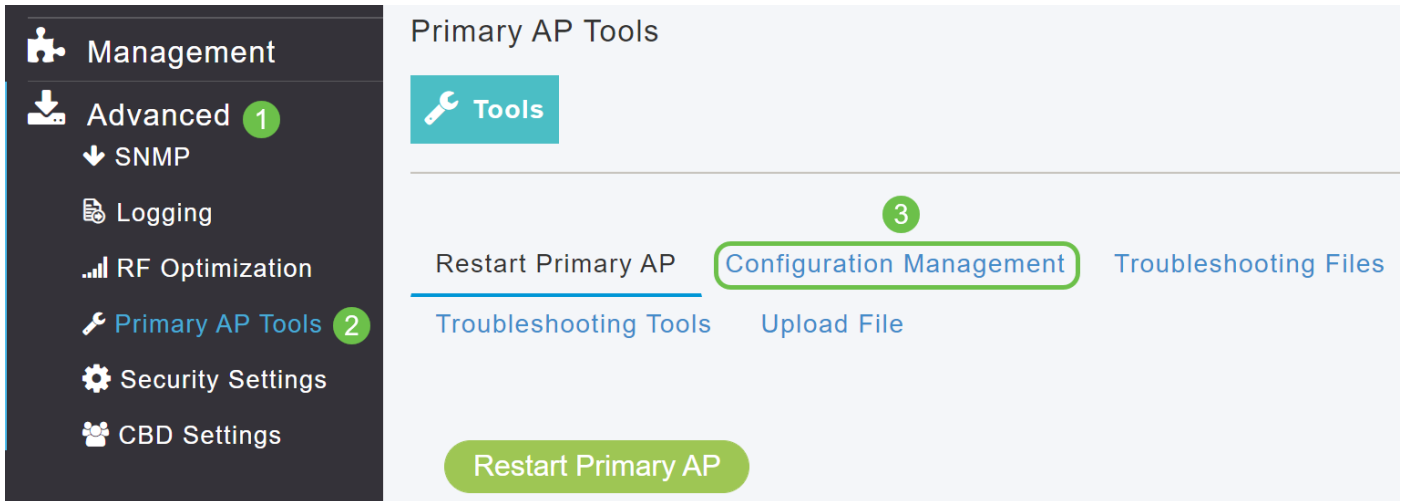 Management
Advanced 1
SNMP
Logging
RF Optimization
Primary AP Tools 2
Security Settings
CBD Settings
Primary AP Tools
Tools
3
Restart Primary AP Configuration Management Troubleshooting Files
Troubleshooting Tools Upload File
Restart Primary AP